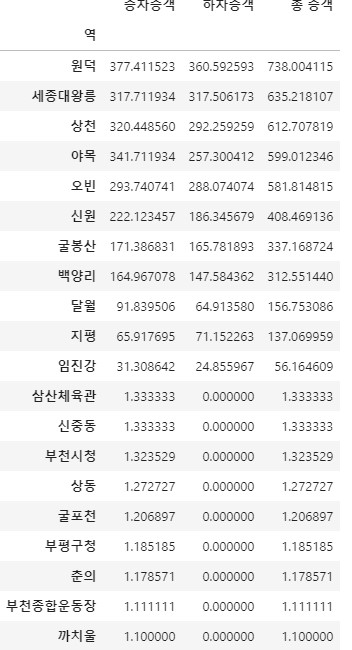 승차승객 하차승객 총 승객
역
원덕 377.411523 360.592593 738.004115
세종대왕릉 317.711934 317.506173 635.218107
상천 320.448560 292.259259 612.707819
야목 341.711934 257.300412 599.012346
오빈 293.740741 288.074074 581.814815
신원 222.123457 186.345679 408.469136
굴봉산 171.386831 165.781893 337.168724
백양리 164.967078 147.584362 312.551440
달월 91.839506 64.913580 156.753086
지평 65.917695 71.152263 137.069959
임진강 31.308642 24.855967 56.164609
삼산체육관 1.333333 0.000000 1.333333
신중동 1.333333 0.000000 1.333333
부천시청 1.323529 0.000000 1.323529
상동 1.272727 0.000000 1.272727
굴포천 1.206897 0.000000 1.206897
부평구청 1.185185 0.000000 1.185185
춘의 1.178571 0.000000 1.178571
부천종합운동장 1.111111 0.000000 1.111111
까치울 1.100000 0.000000 1.100000